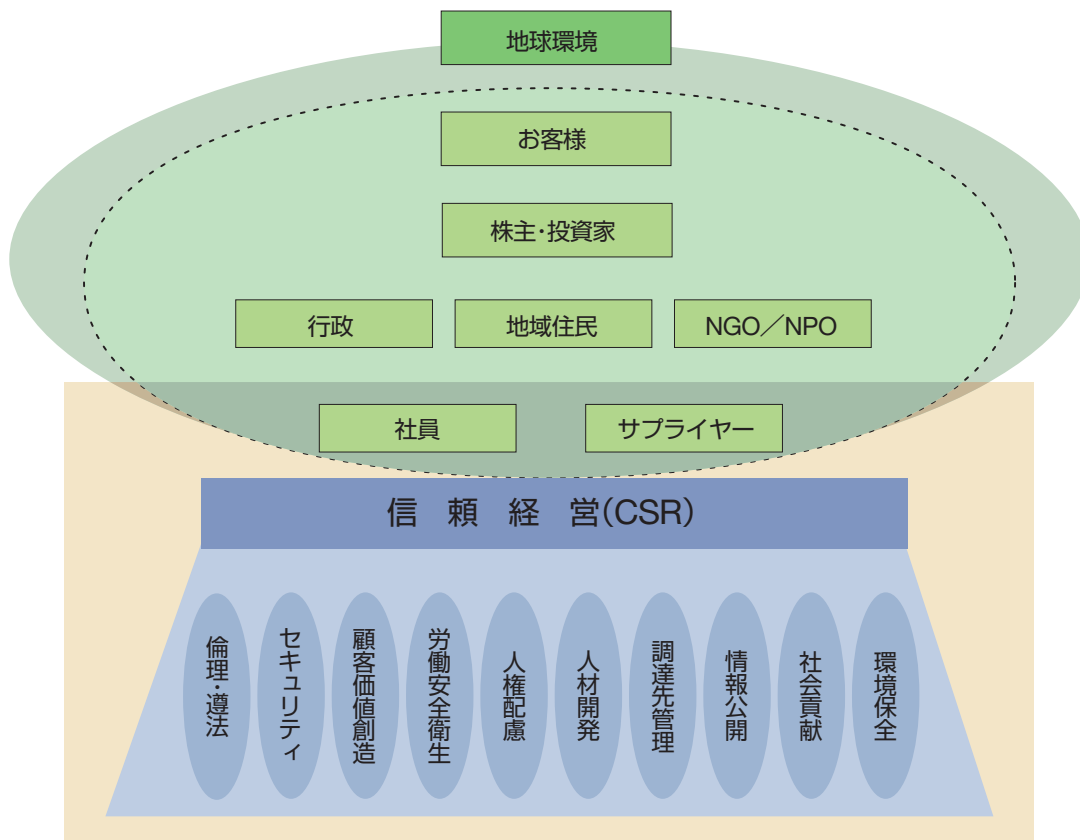 地球環境
お客様
株主・投資家
行政
地域住民
NGO／NPO
社員
サプライヤー
信頼経営(CSR)
倫理・遵法
セキュリティ
顧客価値創造
労働安全衛生
人権配慮
人材開発
調達先管理
情報公開
社会貢献
環境保全